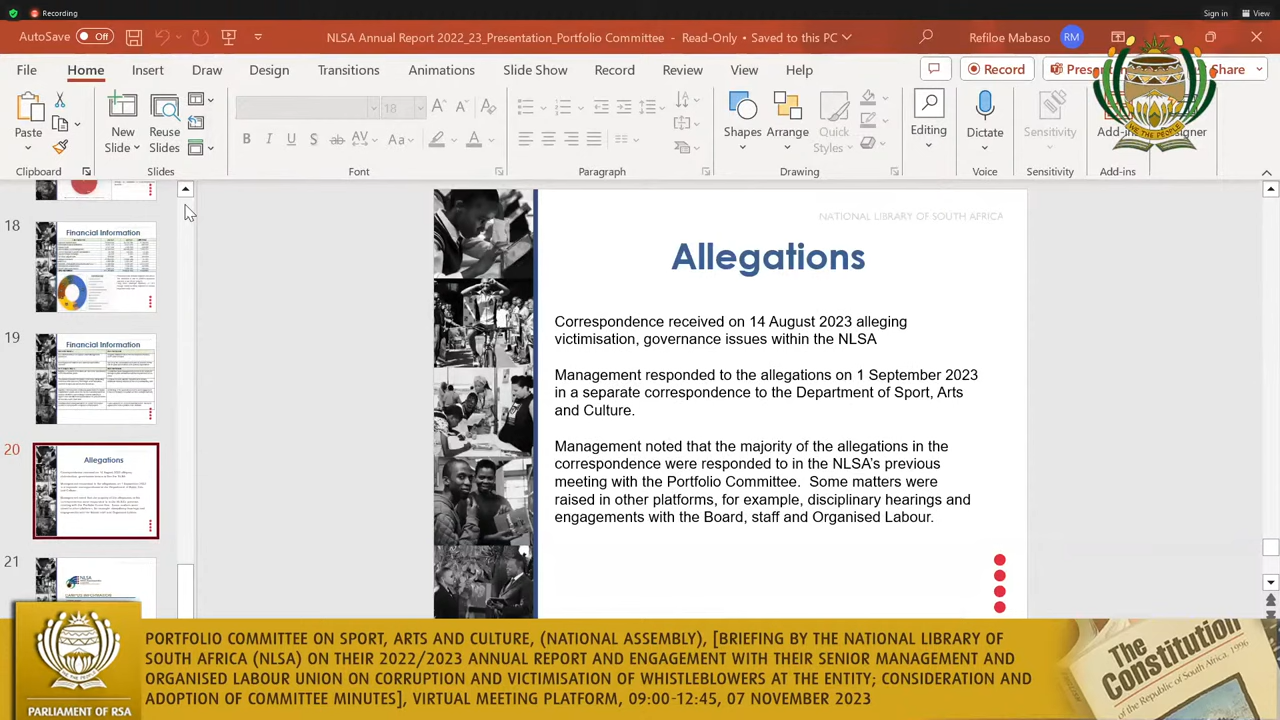 Recording
Sign in
View
AutoSave
Off
NLSA Annual Report 2022_23_Presentation_Portfolio Committee - Read-Only • Saved to this PC
Refiloe Mabaso
RM
File
Home
Insert
Draw
Design
Transitions
Animations
Slide Show
Record
Review
View
Help
Record
Share
Paste
New
Slide
Reuse
Slides
18
Shapes
Arrange
Quick
Styles
Editing
Dictate
Sensitivity
Clipboard
Slides
Font
Paragraph
Drawing
Voice
Sensitivity
Add-ins
18
Financial Information
19
Financial Information
20
Allegations
21
NATIONAL LIBRARY OF SOUTH AFRICA
Allegations
Correspondence received on 14 August 2023 alleging
victimisation, governance issues within the NLSA
Management responded to the allegations on 1 September 2023
in a separate correspondence to the Department of Sport, Arts
and Culture.
Management noted that the majority of the allegations in the
correspondence were responded to in the NLSA's previous
meeting with the Portfolio Committee. Some matters were
raised in other platforms, for example, disciplinary hearings and
engagements with the Board, staff and Organised Labour.
PORTFOLIO COMMITTEE ON SPORT, ARTS AND CULTURE, (NATIONAL ASSEMBLY), [BRIEFING BY THE NATIONAL LIBRARY OF
SOUTH AFRICA (NLSA) ON THEIR 2022/2023 ANNUAL REPORT AND ENGAGEMENT WITH THEIR SENIOR MANAGEMENT AND
ORGANISED LABOUR UNION ON CORRUPTION AND VICTIMISATION OF WHISTLEBLOWERS AT THE ENTITY; CONSIDERATION AND
ADOPTION OF COMMITTEE MINUTES], VIRTUAL MEETING PLATFORM, 09:00-12:45, 07 NOVEMBER 2023
PARLIAMENT OF RSA
The
Constitution
of the Republic of South Africa, 1996